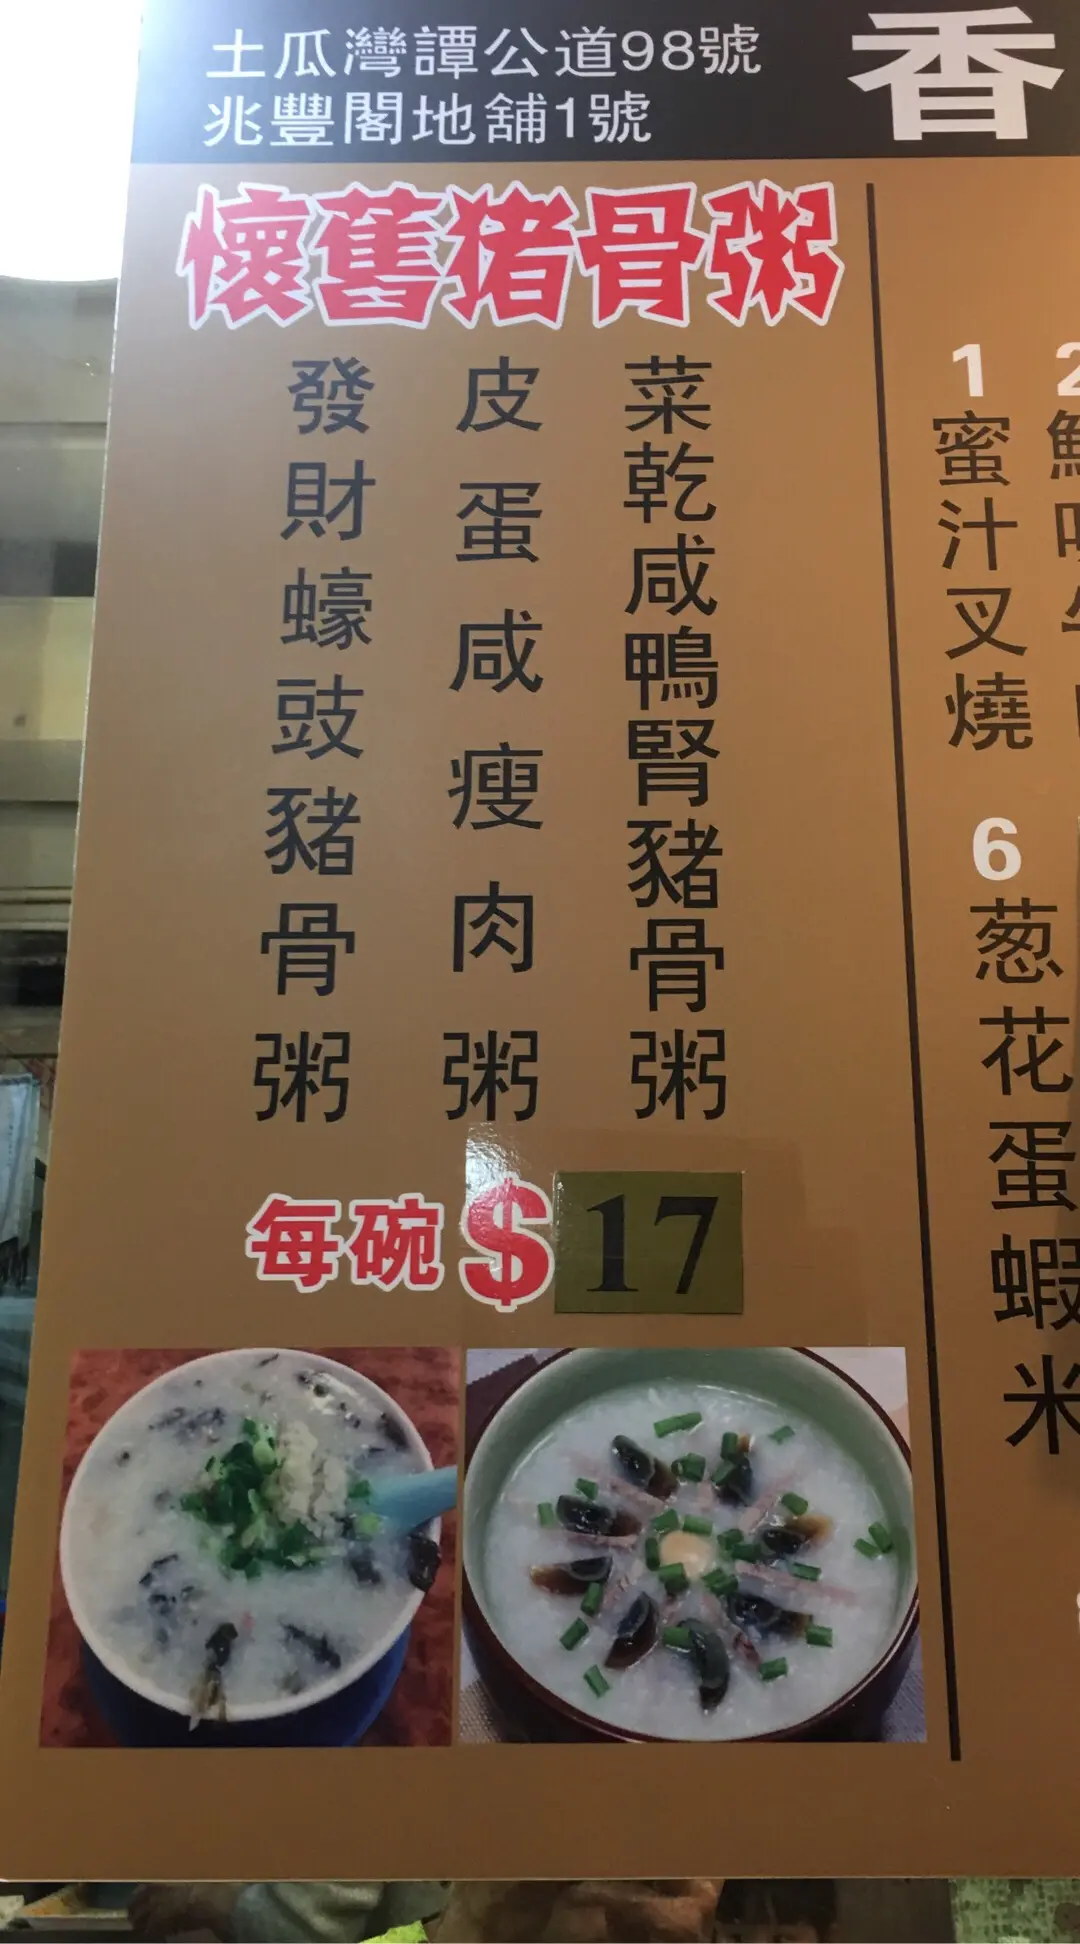 土瓜灣譚公道98號
兆豐閣地舖1號
香
懷舊猪骨粥
菜乾咸鴨腎豬骨粥
皮蛋咸瘦肉粥
發財蠔豉豬骨粥
每碗$17
1
蜜汁叉燒
2
6
葱花蛋蝦米